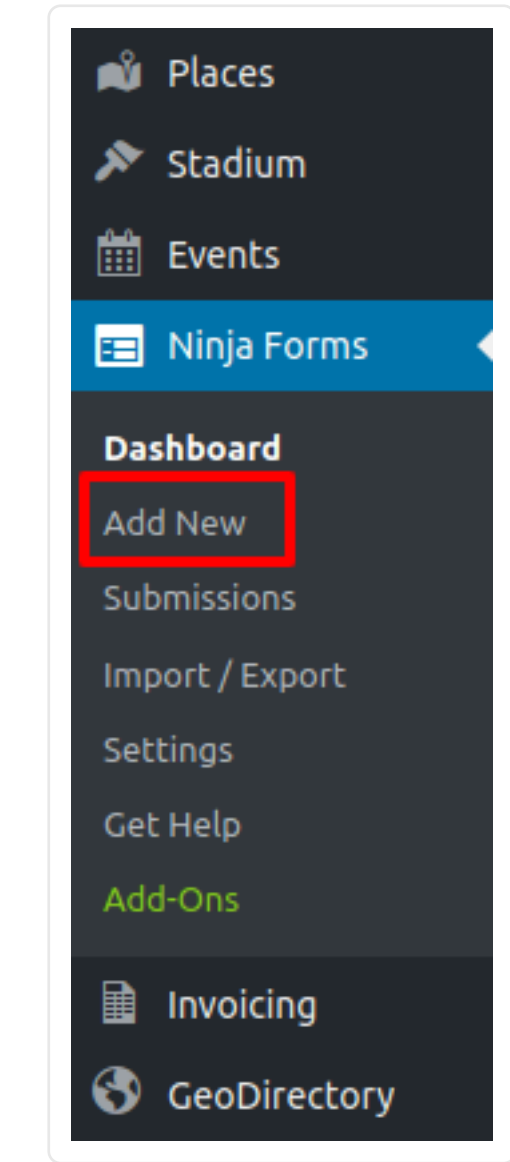 Places
Stadium
Events
Ninja Forms
Dashboard
Add New
Submissions
Import / Export
Settings
Get Help
Add-Ons
Invoicing
GeoDirectory